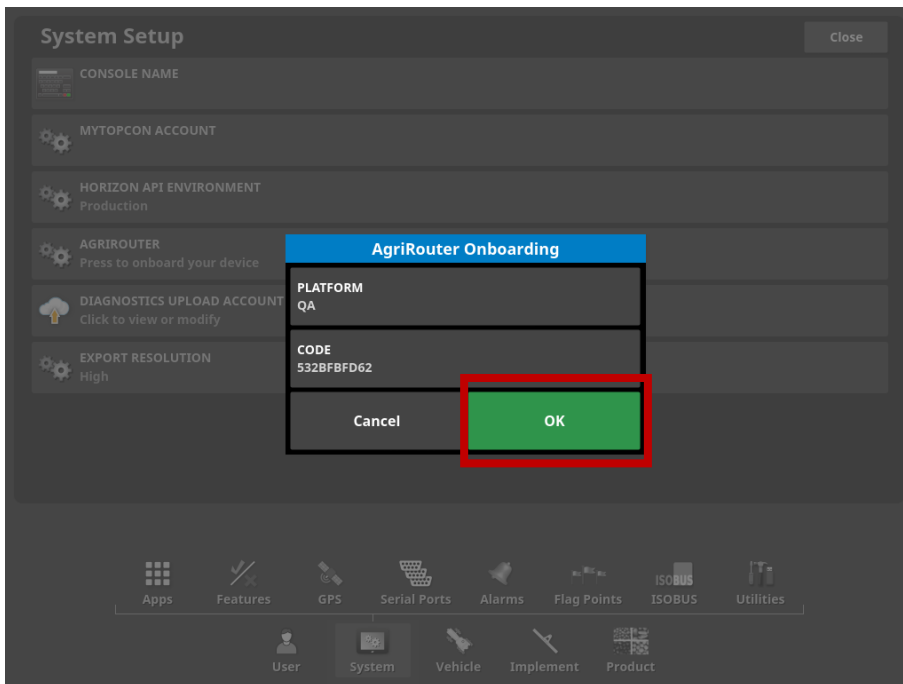 System Setup
Close
CONSOLE NAME
MYTOPCON ACCOUNT
HORIZON API ENVIRONMENT
Production
AGRIROUTER
Press to onboard your device
DIAGNOSTICS UPLOAD ACCOUNT
Click to view or modify
EXPORT RESOLUTION
High
AgriRouter Onboarding
PLATFORM
QA
CODE
532BFBFD62
Cancel OK
Apps Features GPS Serial Ports Alarms Flag Points ISOBUS ISOBUS Utilities
User System Vehicle Implement Product